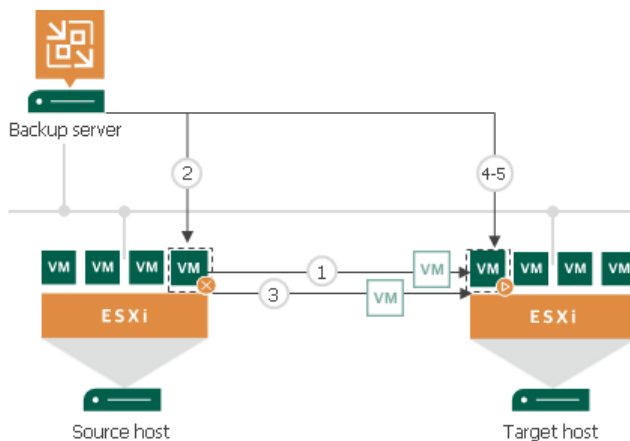 Backup server
2
4-5
VM
VM
VM
VM
1
VM
VM
VM
VM
VM
3
VM
ESXi
ESXi
Source host
Target host